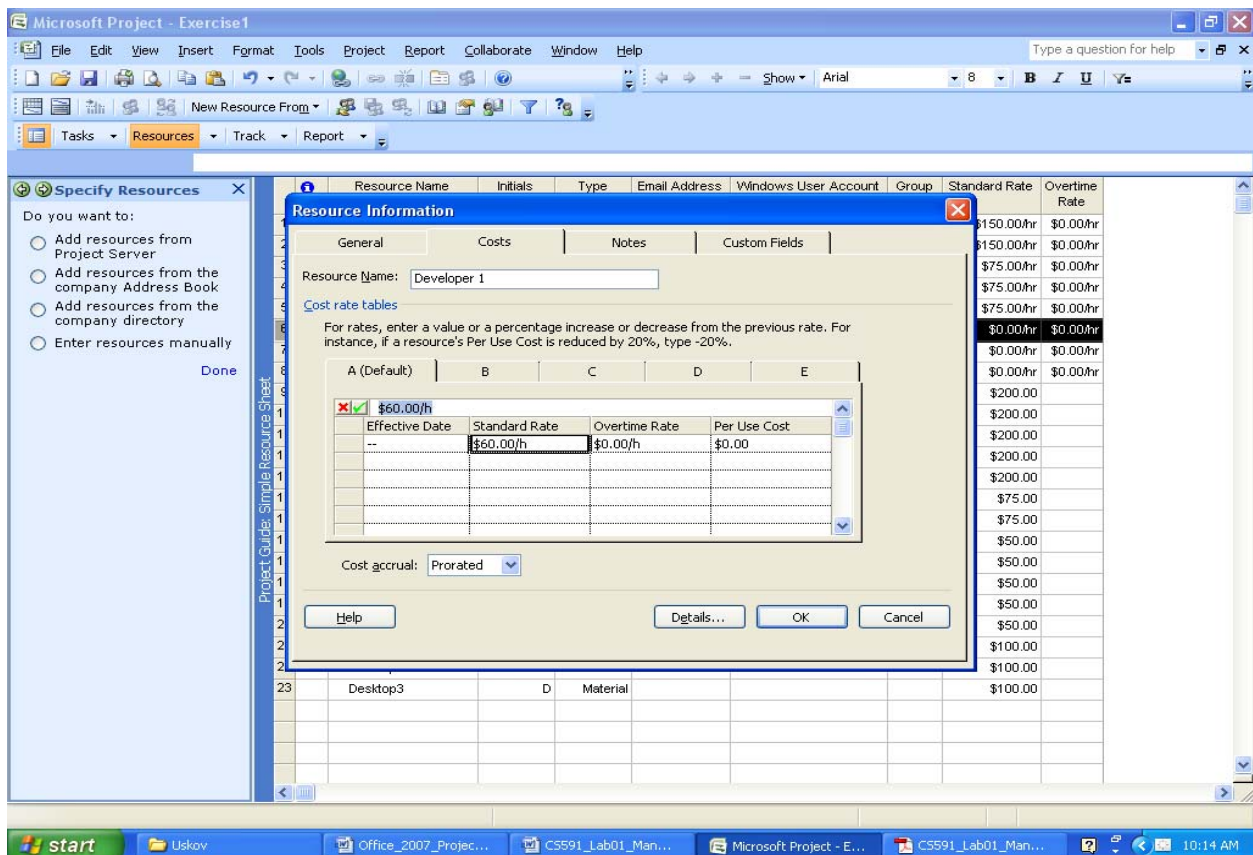 Microsoft Project - Exercise1
File Edit View Insert Format Tools Project Report Collaborate Window Help
Type a question for help
Show Arial 8 B I U
New Resource From
Tasks Resources Track Report
Specify Resources
Do you want to:
Add resources from
Project Server
Add resources from the
company Address Book
Add resources from the
company directory
Enter resources manually
Done
Project Guide: Simple Resource Sheet
Resource Name Initials Type Email Address Windows User Account Group Standard Rate Overtime
Rate
$150.00/hr $0.00/hr
$150.00/hr $0.00/hr
$75.00/hr $0.00/hr
$75.00/hr $0.00/hr
$75.00/hr $0.00/hr
$0.00/hr $0.00/hr
$0.00/hr $0.00/hr
$0.00/hr $0.00/hr
$200.00
$200.00
$200.00
$200.00
$200.00
$75.00
$75.00
$50.00
$50.00
$50.00
$50.00
$50.00
$100.00
$100.00
23 Desktop3 D Material $100.00
Resource Information
General Costs Notes Custom Fields
Resource Name: Developer 1
Cost rate tables
For rates, enter a value or a percentage increase or decrease from the previous rate. For
instance, if a resource's Per Use Cost is reduced by 20%, type -20%.
A (Default) B C D E
$60.00/h
Effective Date Standard Rate Overtime Rate Per Use Cost
-- $60.00/h $0.00/h $0.00
Cost accrual: Prorated
Help Details... OK Cancel
start Uskov Office_2007_Projec... CS591_Lab01_Man... Microsoft Project - E... CS591_Lab01_Man... 10:14 AM